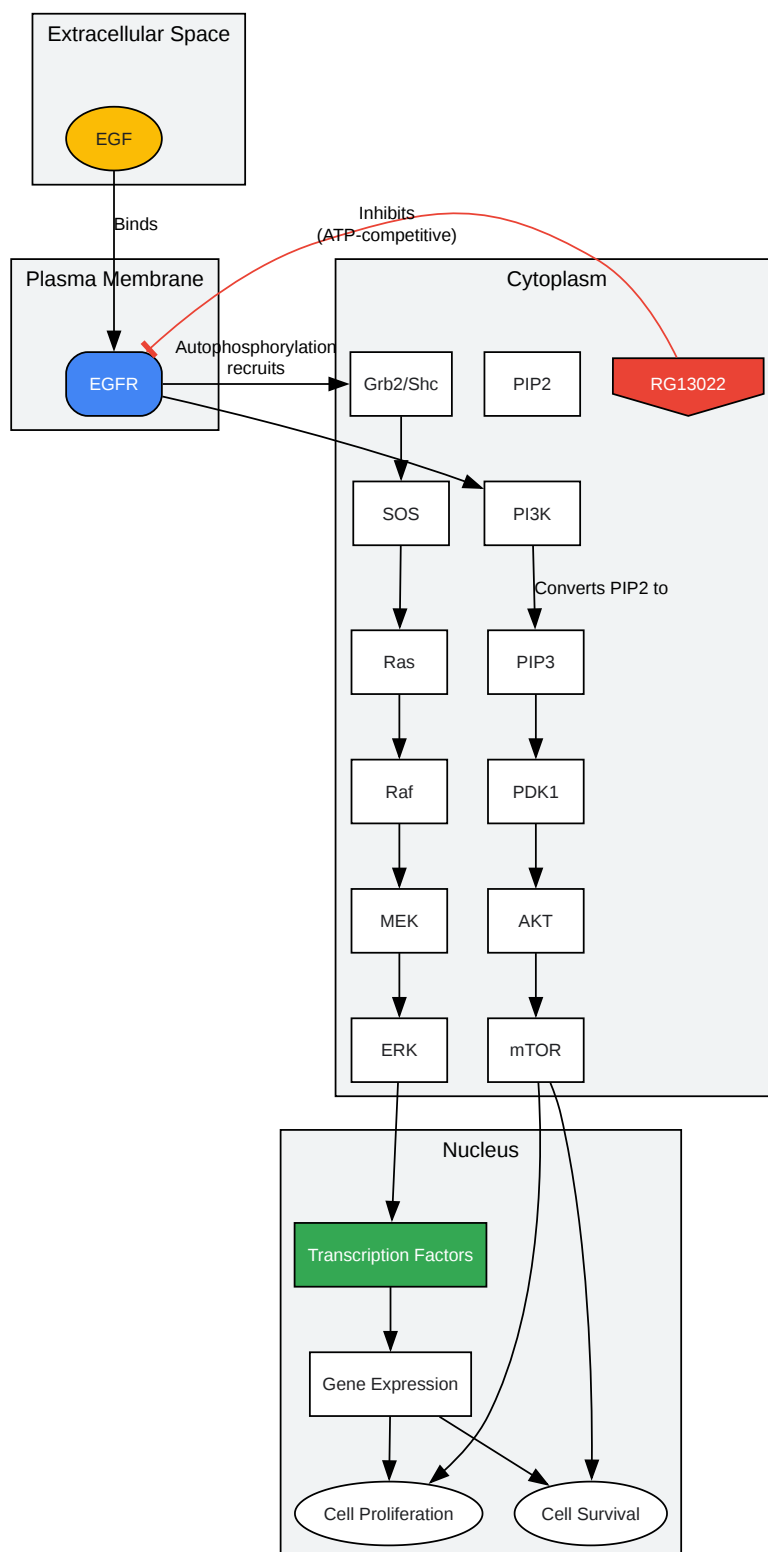 Extracellular Space
EGF
Binds
Inhibits
(ATP-competitive)
Plasma Membrane
Cytoplasm
EGFR
Autophosphorylation
recruits
Grb2/Shc
PIP2
RG13022
SOS
PI3K
Converts PIP2 to
Ras
PIP3
Raf
PDK1
MEK
AKT
ERK
mTOR
Nucleus
Transcription Factors
Gene Expression
Cell Proliferation
Cell Survival